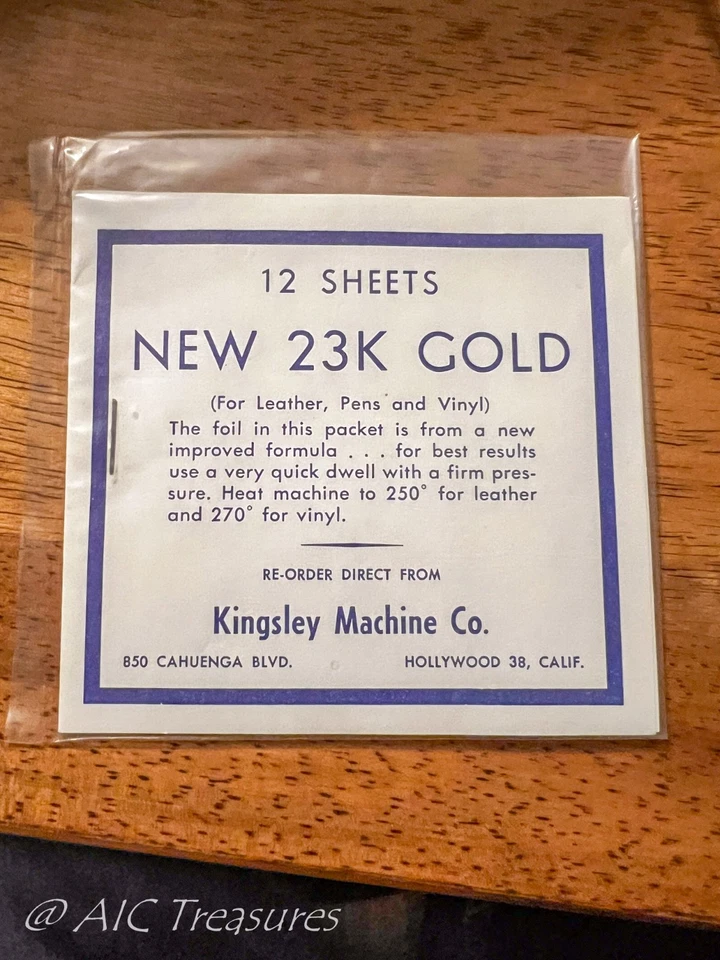 12 SHEETS
NEW 23K GOLD
(For Leather, Pens and Vinyl)
The foil in this packet is from a new
improved formula . . . for best results
use a very quick dwell with a firm pres-
sure. Heat machine to 250° for leather
and 270° for vinyl.
RE-ORDER DIRECT FROM
Kingsley Machine Co.
850 CAHUENGA BLVD. HOLLYWOOD 38, CALIF.
@ AIC Treasures